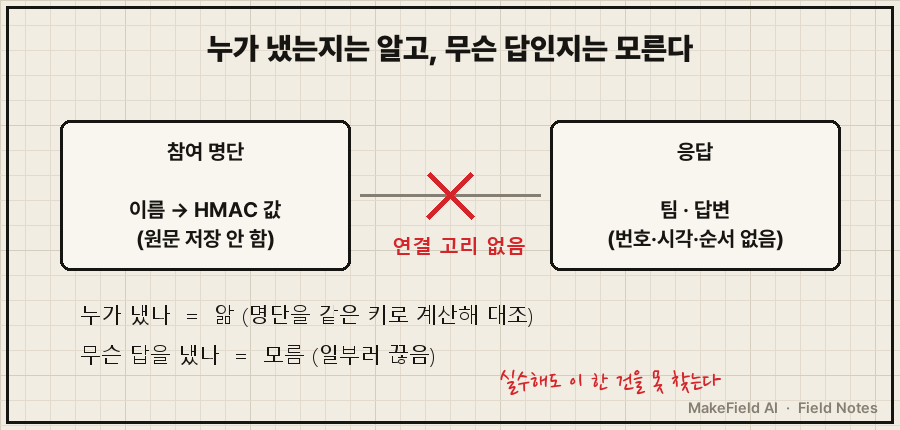 누가 냈는지는 알고, 무슨 답인지는 모른다
참여 명단
이름 → HMAC 값
(원문 저장 안 함)
연결 고리 없음
응답
팀 · 답변
(번호·시각·순서 없음)
누가 냈나 = 앎 (명단을 같은 키로 계산해 대조)
무슨 답을 냈나 = 모름 (일부러 끊음)
실수해도 이 한 건을 못 찾는다
MakeField AI · Field Notes